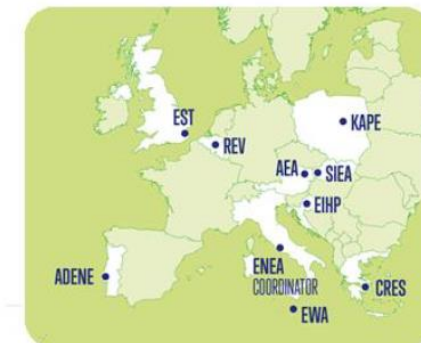 EST
KAPE
REV
AEA
SIEA
EIHP
ADENE
ENEA
COORDINATOR
CRES
EWA